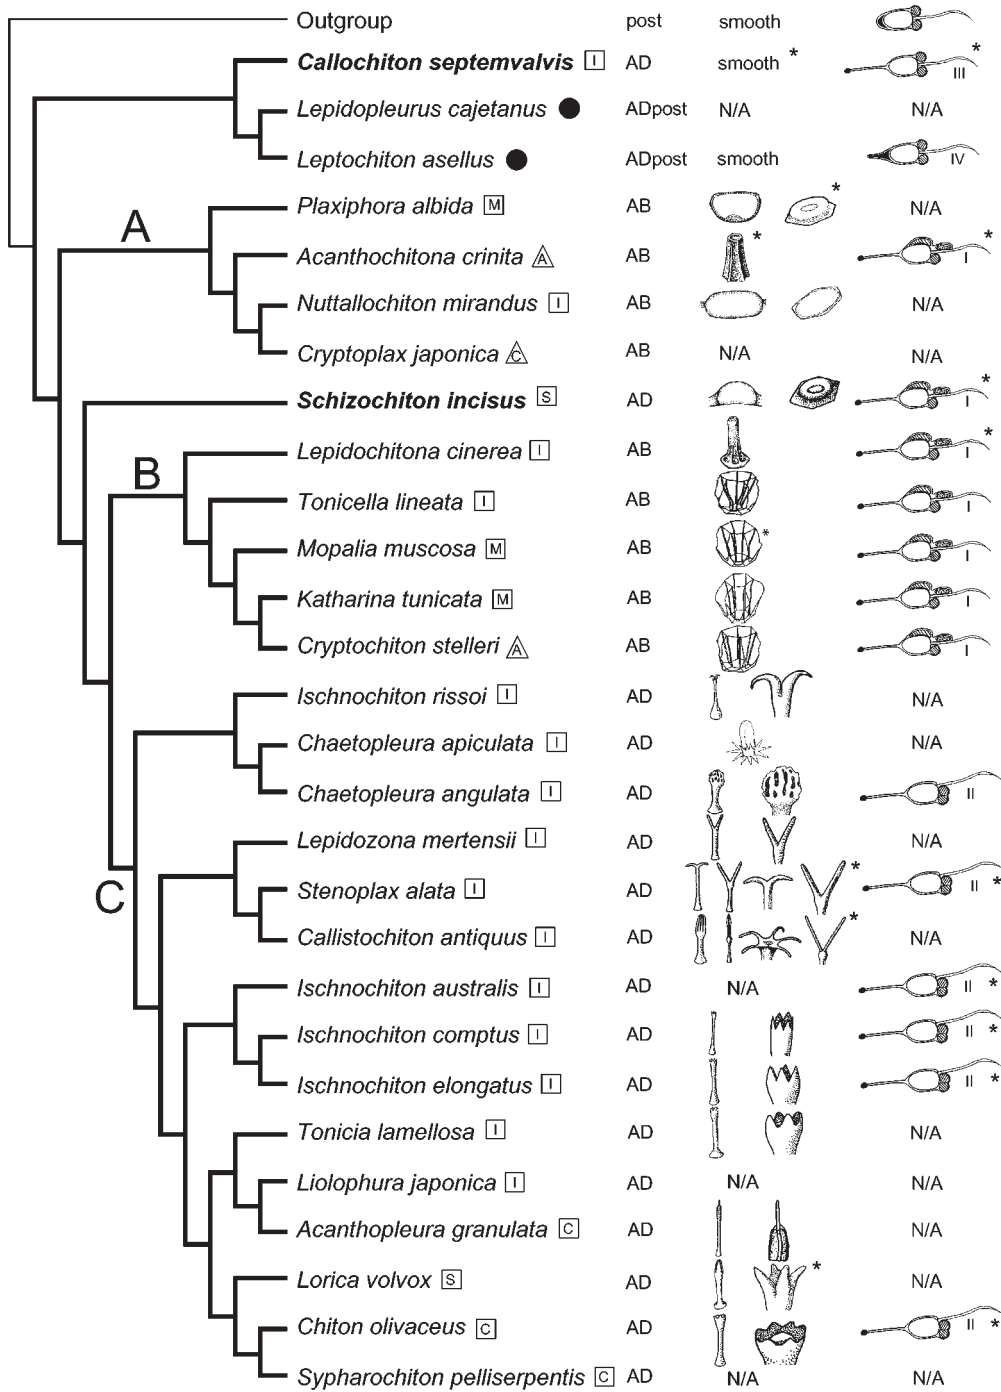 Outgroup post smooth
Callochiton septemvalvis I AD smooth * III *
Lepidopleurus cajetanus ADpost N/A N/A
Leptochiton asellus ADpost smooth IV
Plaxiphora albida M AB * N/A
A
Acanthochitona crinita A AB * I *
Nuttallochiton mirandus I AB N/A
Cryptoplax japonica C AB N/A N/A
Schizochiton incisus S AD I *
Lepidochitona cinerea I AB I *
B
Tonicella lineata I AB I
Mopalia muscosa M AB * I
Katharina tunicata M AB I
Cryptochiton stelleri A AB I
Ischnochiton rissoi I AD N/A
Chaetopleura apiculata I AD N/A
Chaetopleura angulata I AD II
Lepidozona mertensii I AD N/A
Stenoplax alata I AD * II *
C
Callistochiton antiquus I AD * N/A
Ischnochiton australis I AD N/A II *
Ischnochiton comptus I AD II *
Ischnochiton elongatus I AD II *
Tonicia lamellosa I AD N/A
Liolophura japonica I AD N/A N/A
Acanthopleura granulata C AD N/A
Lorica volvox S AD * N/A
Chiton olivaceus C AD II *
Sypharochiton pelliserpentis C AD N/A N/A